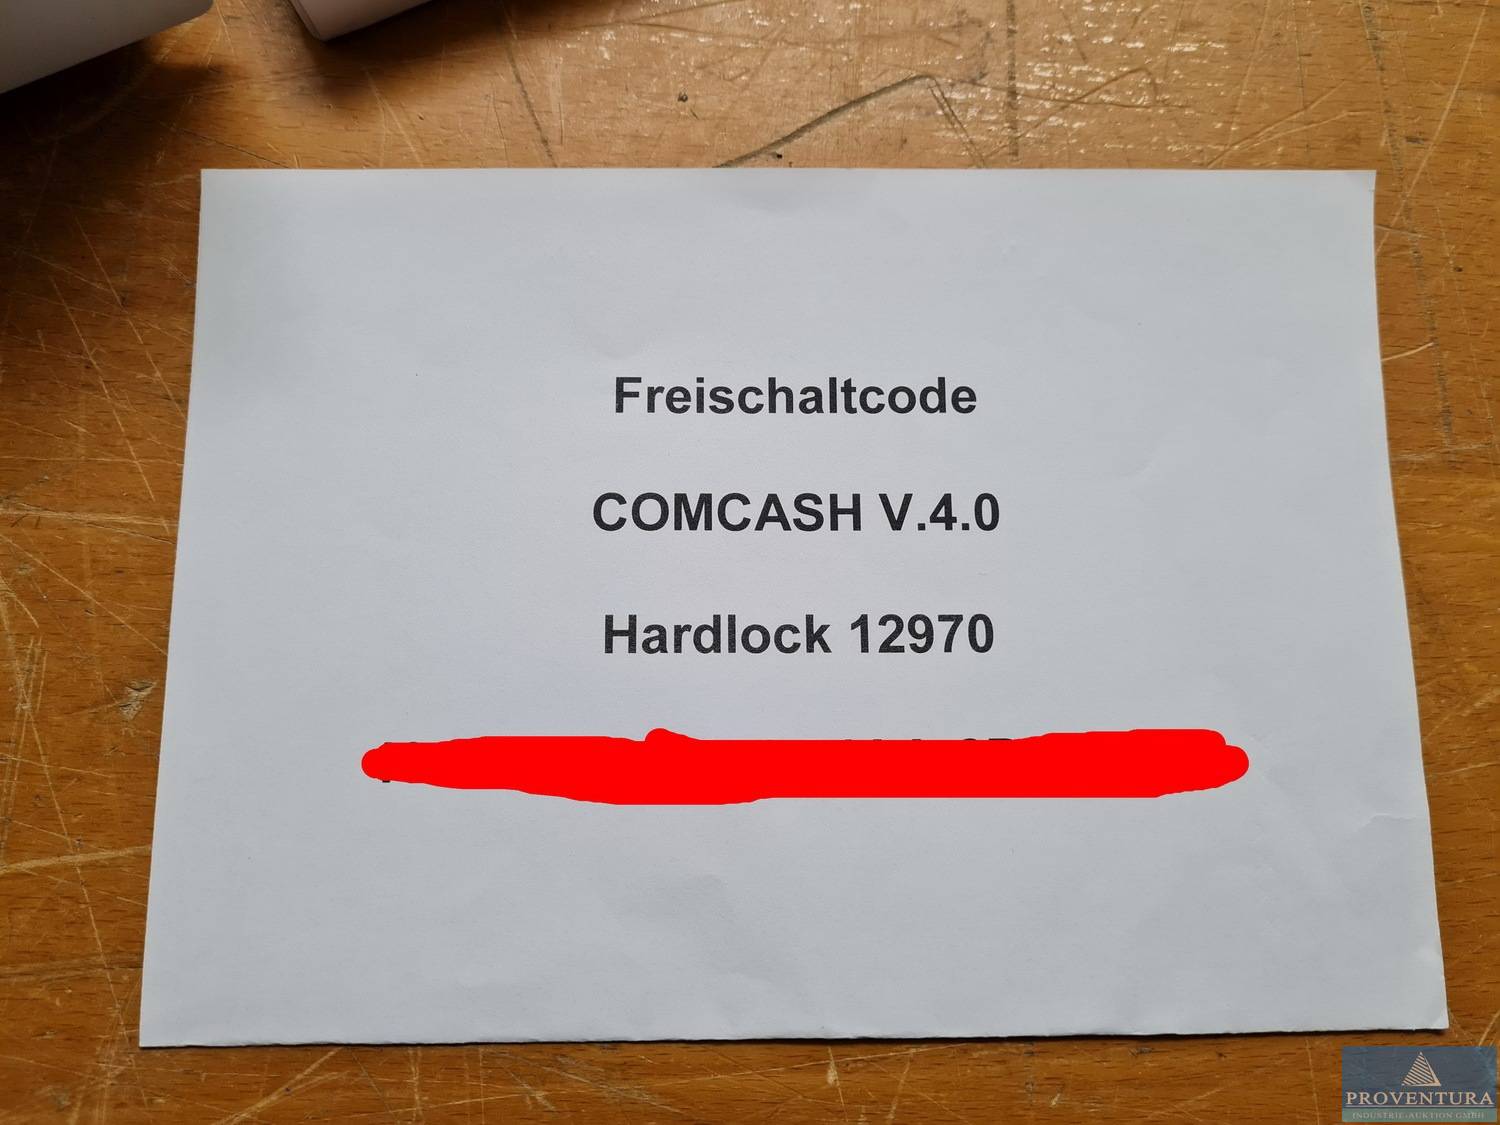 Freischaltcode
COMCASH V.4.0
Hardlock 12970
PROVENTURA
INDUSTRIE-AUKTION GMBH